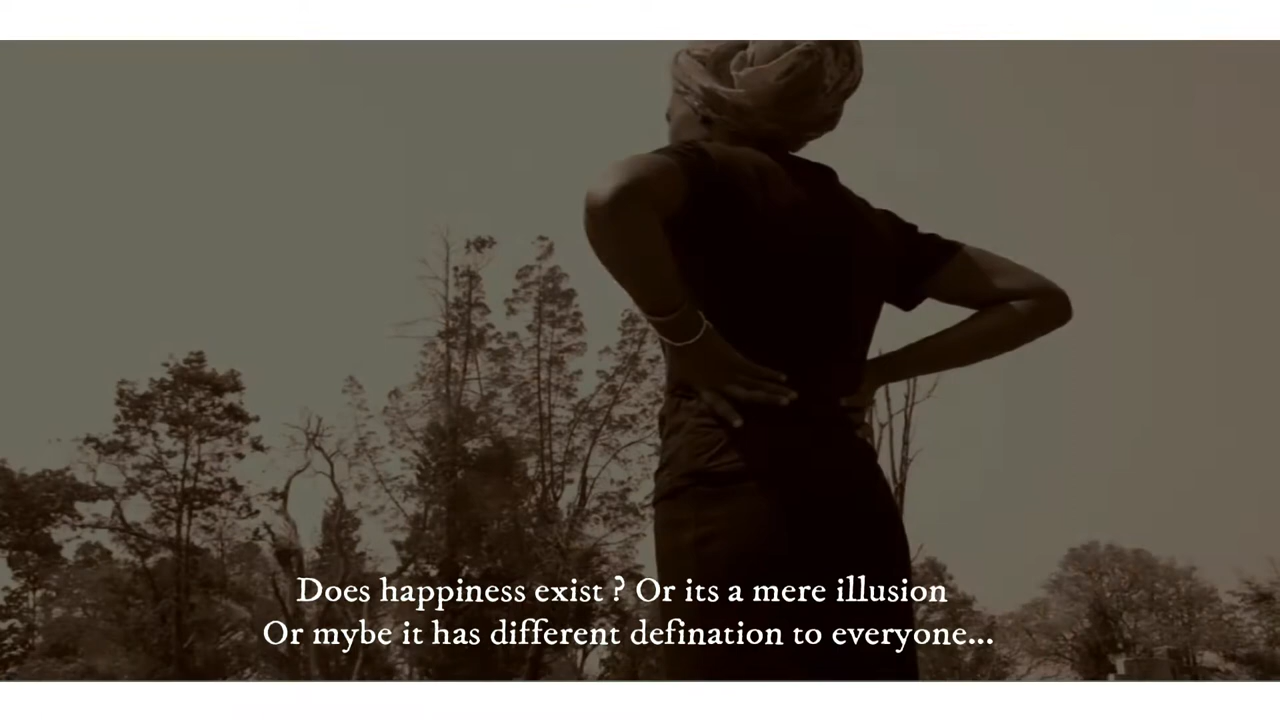 Does happiness exist ? Or its a mere illusion
Or mybe it has different defination to everyone...